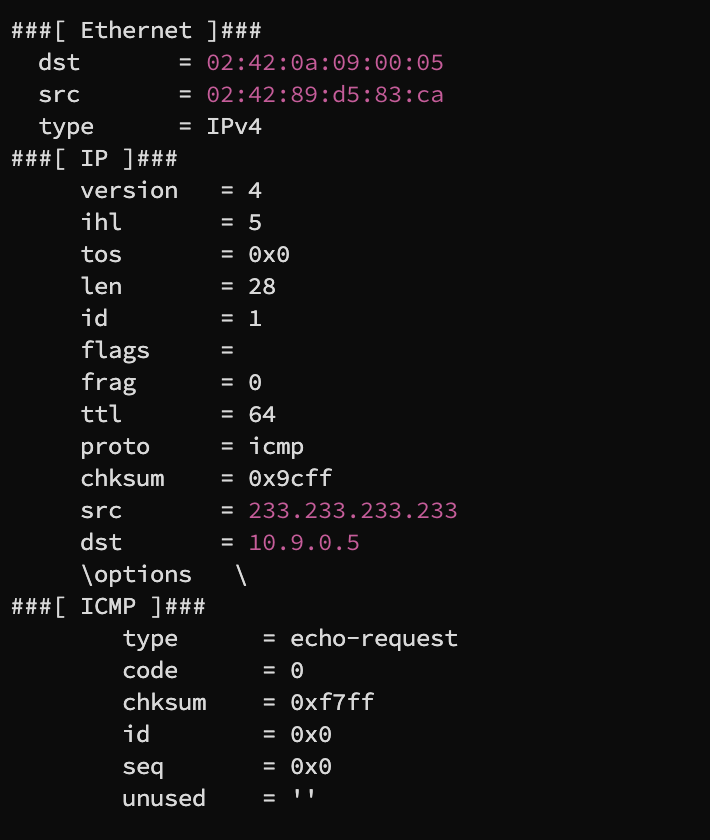 ###[ Ethernet ]###
  dst       = 02:42:0a:09:00:05
  src       = 02:42:89:d5:83:ca
  type      = IPv4
###[ IP ]###
     version   = 4
     ihl       = 5
     tos       = 0x0
     len       = 28
     id        = 1
     flags     =
     frag      = 0
     ttl       = 64
     proto     = icmp
     chksum    = 0x9cff
     src       = 233.233.233.233
     dst       = 10.9.0.5
     \options   \
###[ ICMP ]###
        type      = echo-request
        code      = 0
        chksum    = 0xf7ff
        id        = 0x0
        seq       = 0x0
        unused    = ''